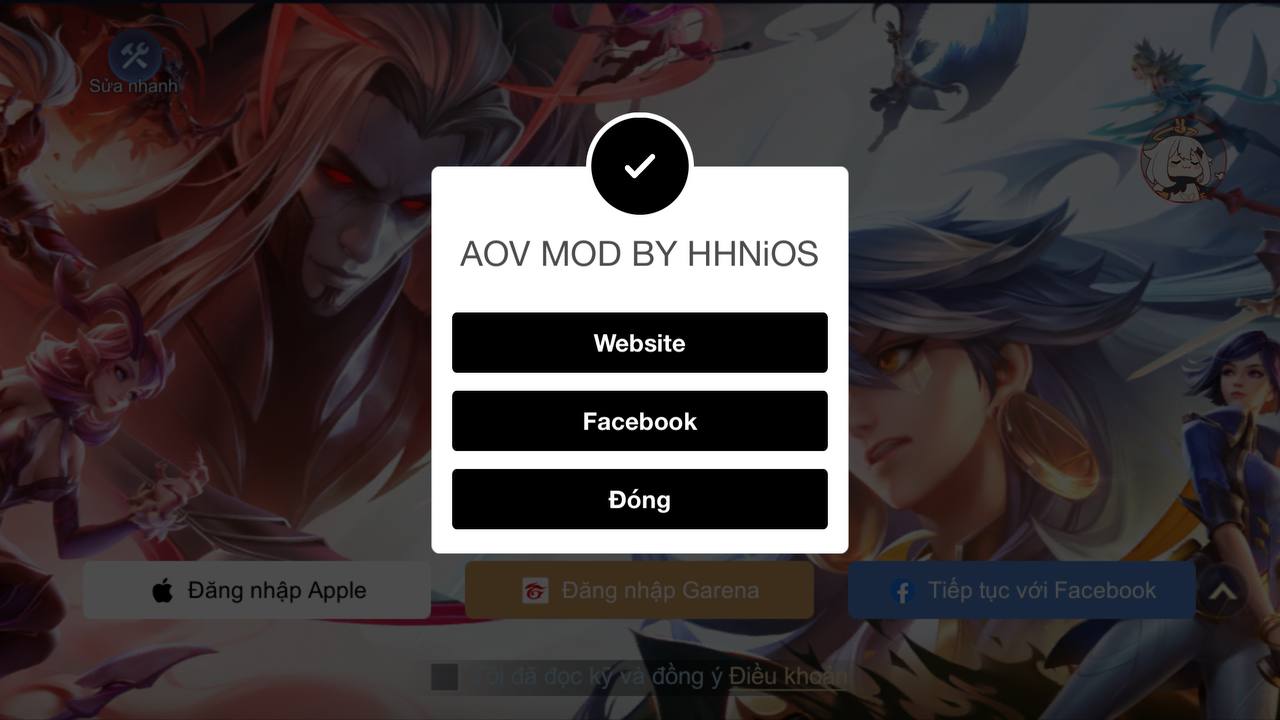 Sửa nhanh
AOV MOD BY HHNiOS
Website
Facebook
Đóng
Đăng nhập Apple
Đăng nhập Garena
Tiếp tục với Facebook
Tôi đã đọc kỹ và đồng ý Điều khoản